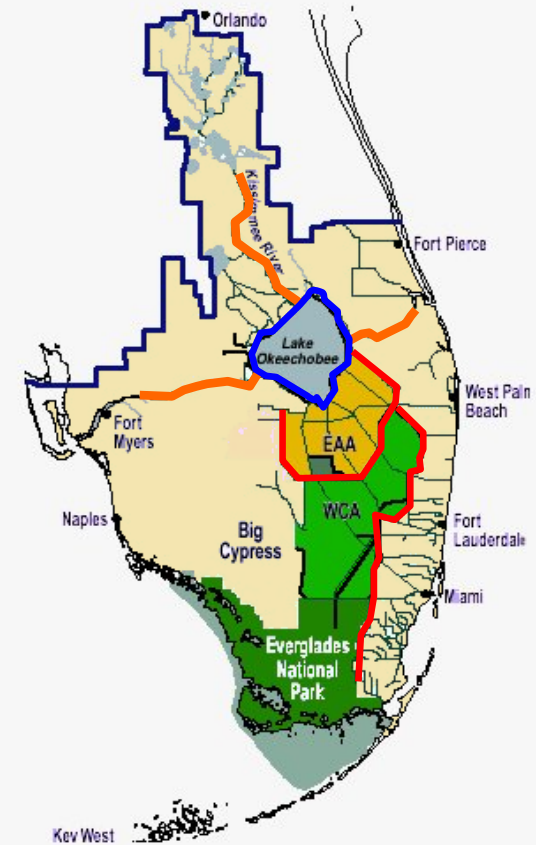 Orlando
Kissimmee River
Fort Pierce
Lake
Okeechobee
West Palm
Beach
Fort
Myers
EAA
WCA
Naples
Big
Cypress
Fort
Lauderdale
Miami
Everglades
National
Park
Key West